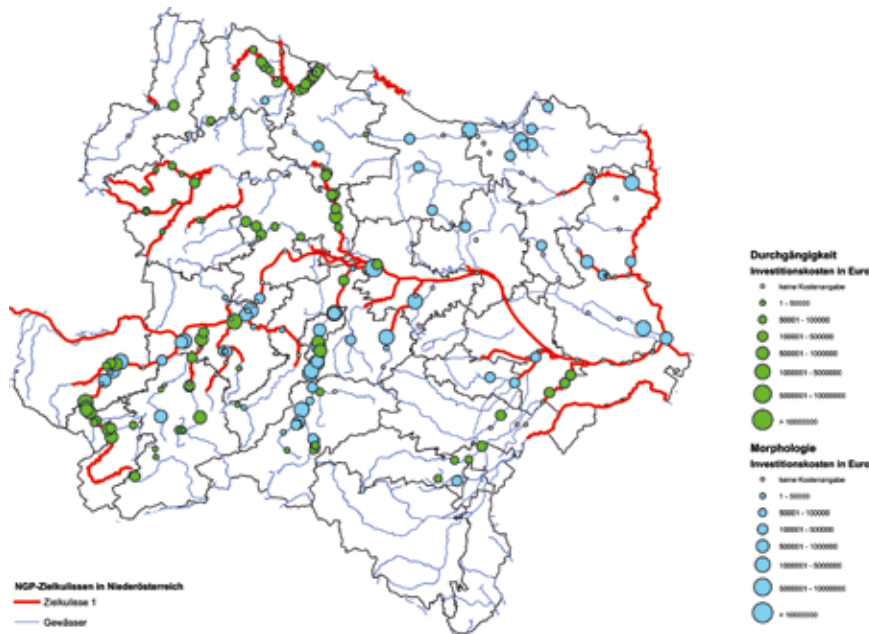 Durchgängigkeit
Investitionskosten in Euro
keine Kostenangabe
1 - 50000
50001 - 100000
100001 - 500000
500001 - 1000000
1000001 - 5000000
5000001 - 10000000
> 10000000
Morphologie
Investitionskosten in Euro
keine Kostenangabe
1 - 50000
50001 - 100000
100001 - 500000
500001 - 1000000
1000001 - 5000000
5000001 - 10000000
> 10000000
NGP-Zielkulissen in Niederösterreich
Zielkulisse 1
Gewässer